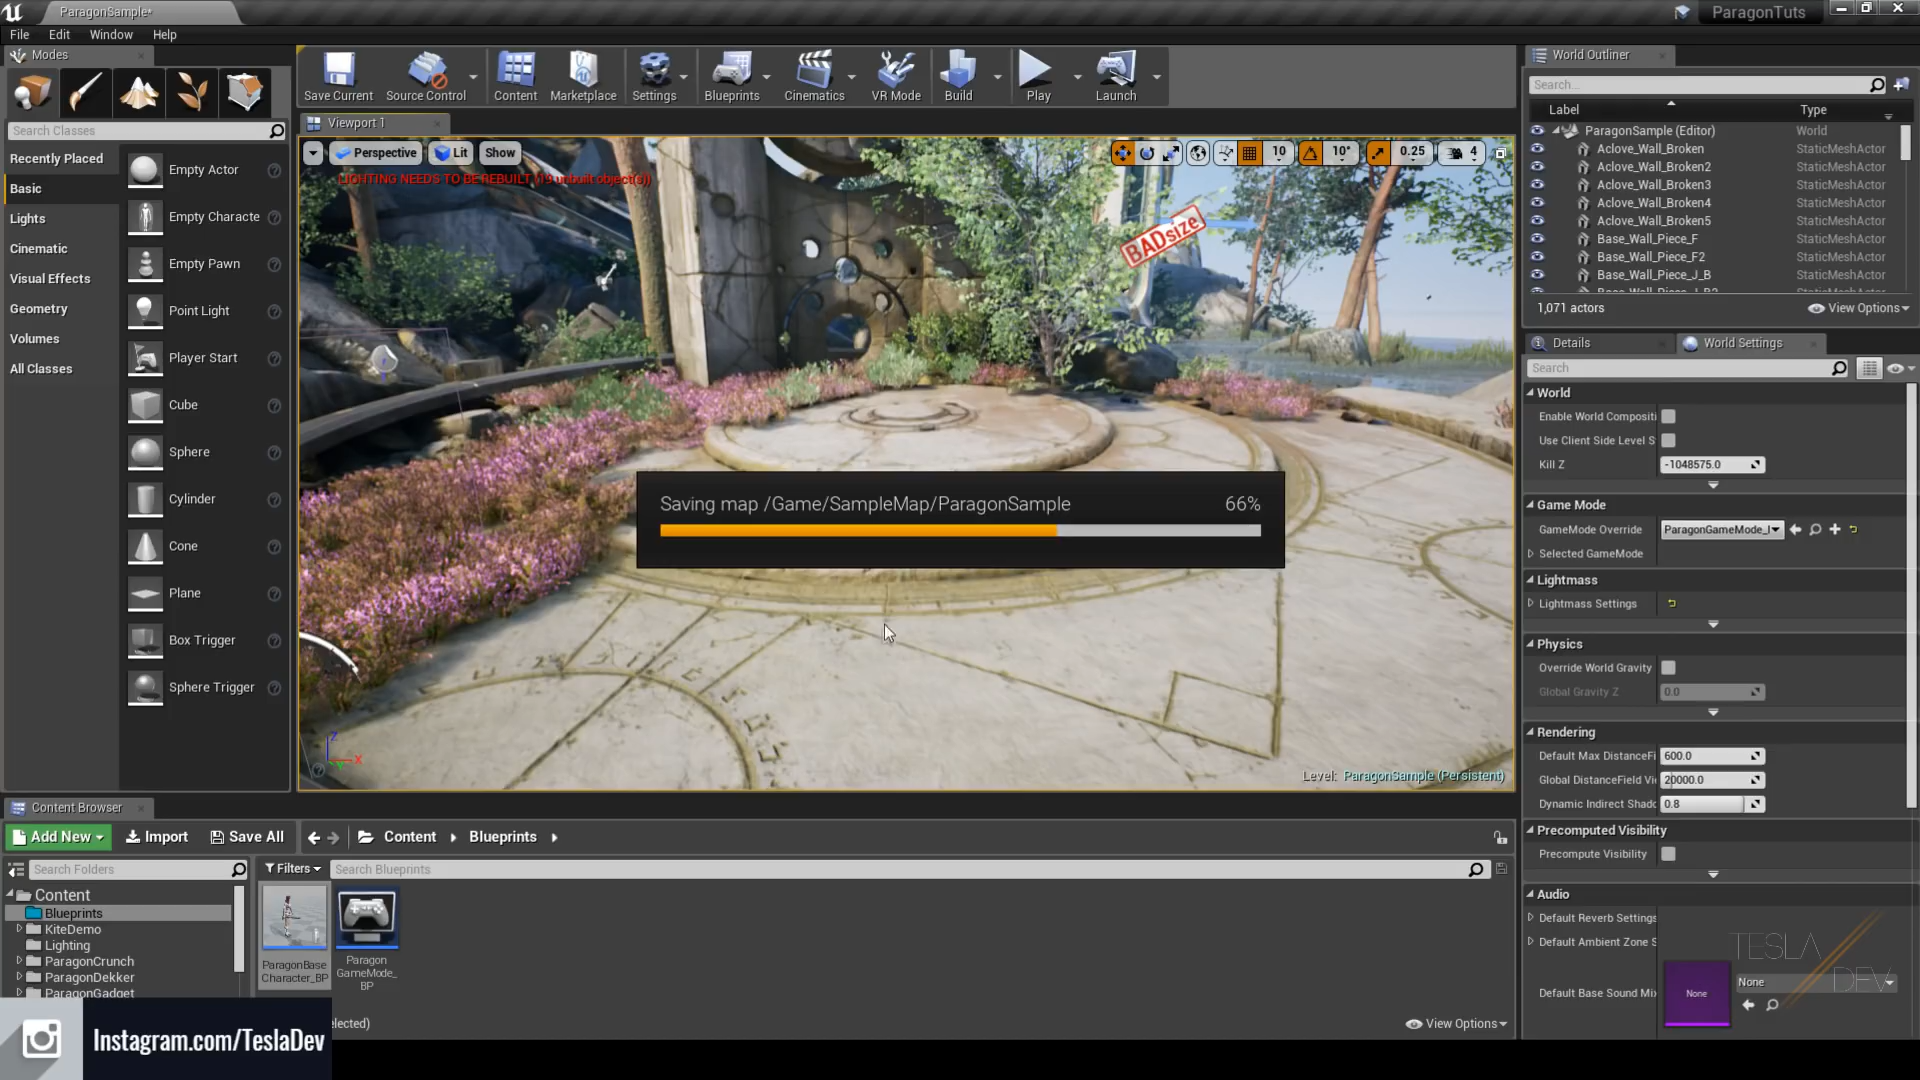 ParagonSample*
ParagonTuts
File Edit Window Help
Modes
Search Classes
Recently Placed
Basic
Lights
Cinematic
Visual Effects
Geometry
Volumes
All Classes
Empty Actor
Empty Characte
Empty Pawn
Point Light
Player Start
Cube
Sphere
Cylinder
Cone
Plane
Box Trigger
Sphere Trigger
Save Current Source Control Content Marketplace Settings Blueprints Cinematics VR Mode Build Play Launch
Viewport 1
Perspective Lit Show
10 10° 0.25 4
LIGHTING NEEDS TO BE REBUILT (19 unbuilt object(s))
BADsize
Saving map /Game/SampleMap/ParagonSample 66%
Z
X
Level: ParagonSample (Persistent)
World Outliner
Search...
Label Type
ParagonSample (Editor) World
Aclove_Wall_Broken StaticMeshActor
Aclove_Wall_Broken2 StaticMeshActor
Aclove_Wall_Broken3 StaticMeshActor
Aclove_Wall_Broken4 StaticMeshActor
Aclove_Wall_Broken5 StaticMeshActor
Base_Wall_Piece_F StaticMeshActor
Base_Wall_Piece_F2 StaticMeshActor
Base_Wall_Piece_J_B StaticMeshActor
1,071 actors View Options
Details World Settings
Search
World
Enable World Compositi
Use Client Side Level S
Kill Z -1048575.0
Game Mode
GameMode Override ParagonGameMode_
Selected GameMode
Lightmass
Lightmass Settings
Physics
Override World Gravity
Global Gravity Z 0.0
Rendering
Default Max DistanceFi 600.0
Global DistanceField Vi 20000.0
Dynamic Indirect Shado 0.8
Precomputed Visibility
Precompute Visibility
Audio
Default Reverb Settings
Default Ambient Zone S
Default Base Sound Mix None None
TESLA
DEV
Content Browser
Add New Import Save All Content Blueprints
Search Folders
Filters Search Blueprints
Content
Blueprints
KiteDemo
Lighting
ParagonCrunch
ParagonDekker
ParagonGadget
ParagonBase
Character_BP
Paragon
GameMode_
BP
elected) View Options
Instagram.com/TeslaDev